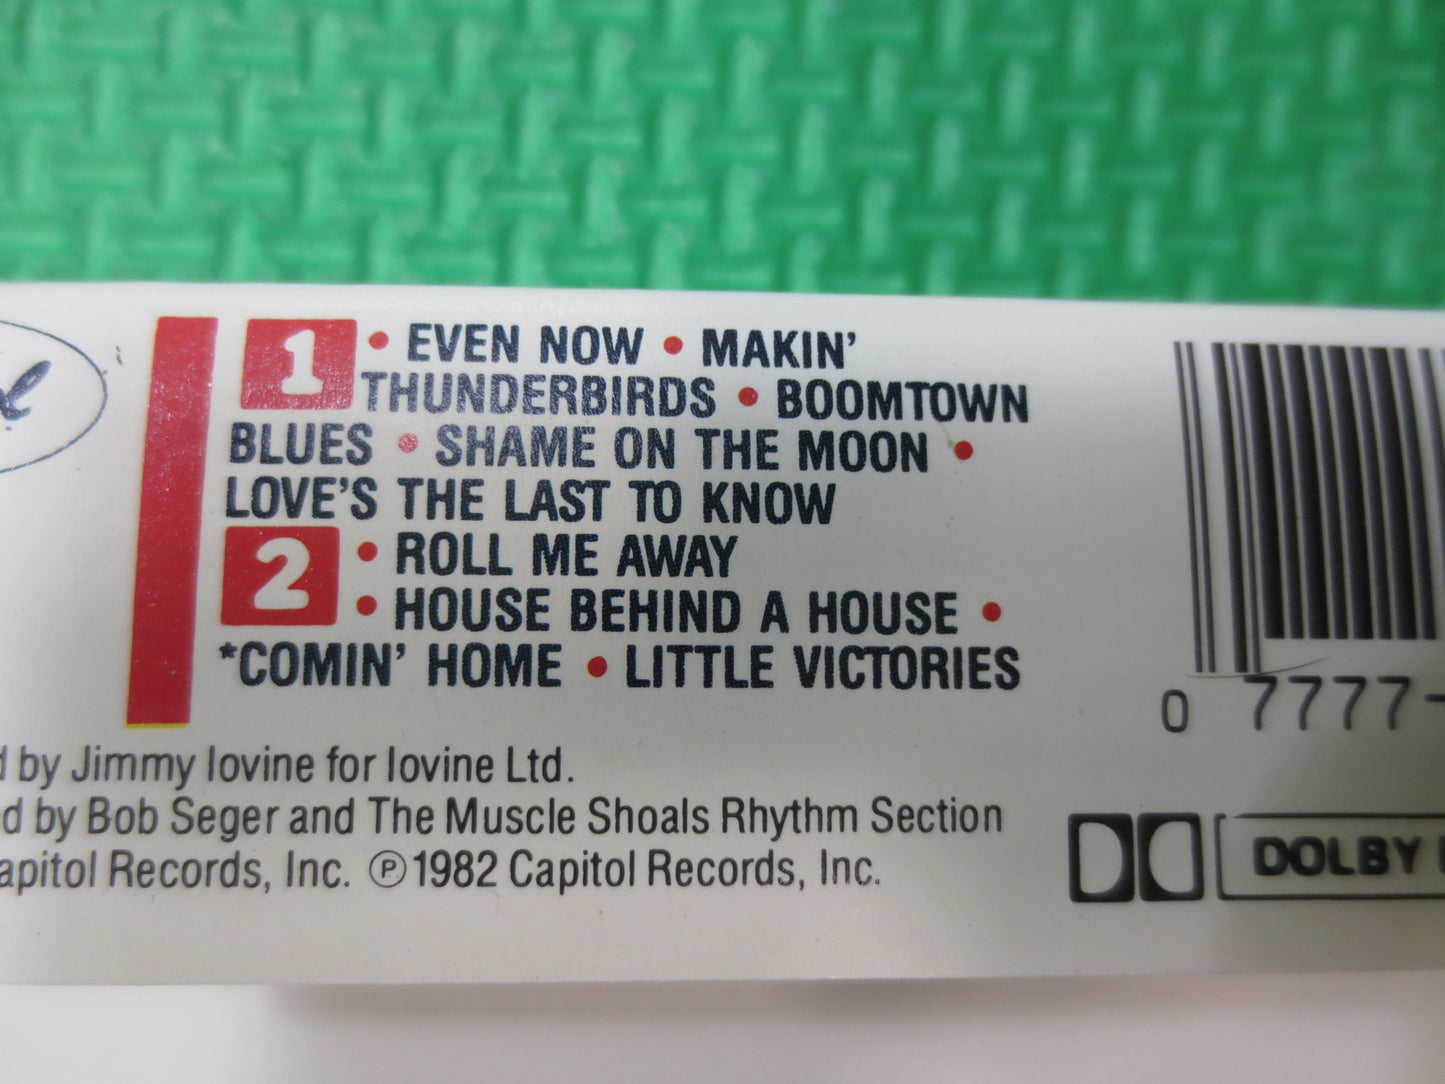 1 • EVEN NOW • MAKIN'
THUNDERBIRDS • BOOMTOWN
BLUES • SHAME ON THE MOON •
LOVE'S THE LAST TO KNOW
2 • ROLL ME AWAY
• HOUSE BEHIND A HOUSE •
*COMIN' HOME • LITTLE VICTORIES
0 7777-
d by Jimmy Iovine for Iovine Ltd.
d by Bob Seger and The Muscle Shoals Rhythm Section
apitol Records, Inc. Ⓟ1982 Capitol Records, Inc.
DOLBY